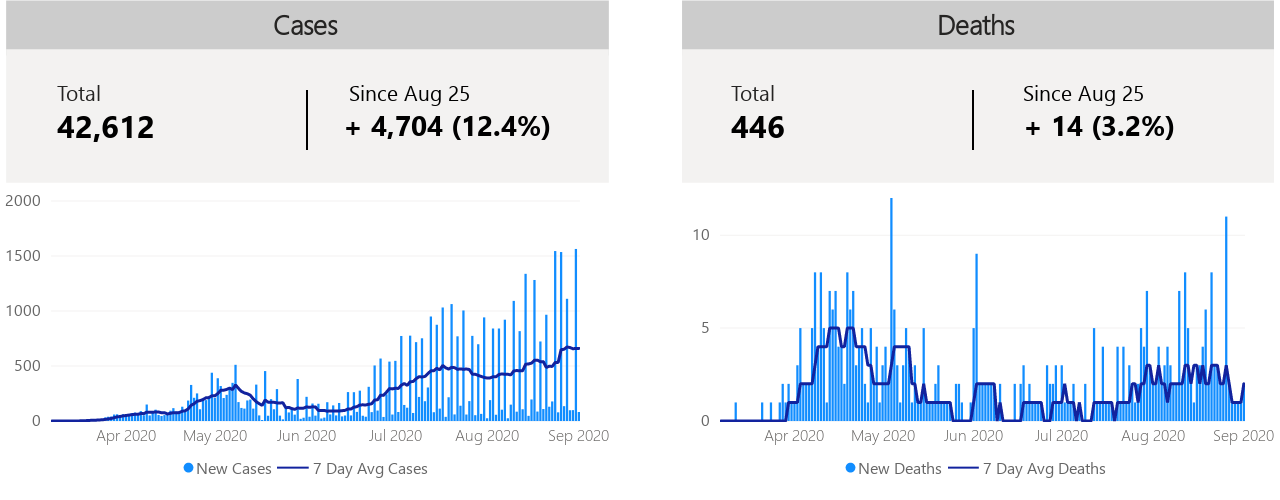 Cases
Total
Since Aug 25
42,612
+ 4,704 (12.4%)
2000
1500
1000
500
0
Apr 2020 May 2020 Jun 2020 Jul 2020 Aug 2020 Sep 2020
New Cases 7 Day Avg Cases
Deaths
Total
Since Aug 25
446
+ 14 (3.2%)
10
5
0
Apr 2020 May 2020 Jun 2020 Jul 2020 Aug 2020 Sep 2020
New Deaths 7 Day Avg Deaths